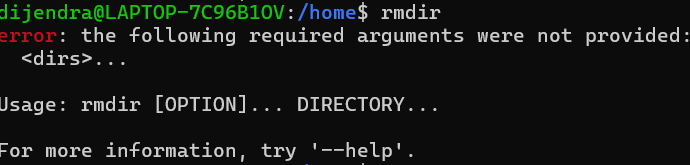 dijendra@LAPTOP-7C96B1OV:/home$ rmdir
error: the following required arguments were not provided:
  <dirs>...

Usage: rmdir [OPTION]... DIRECTORY...

For more information, try '--help'.